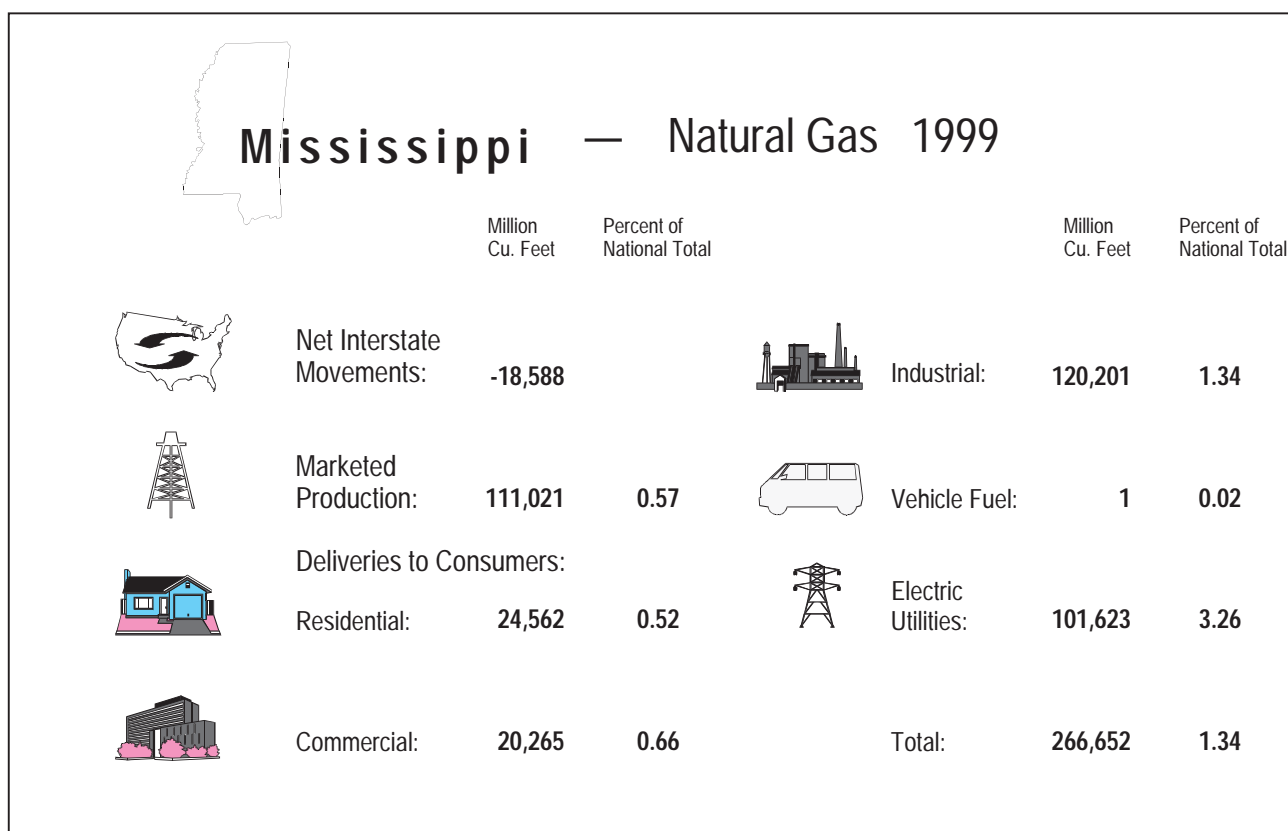 Mississippi — Natural Gas 1999
Million
Cu. Feet
Percent of
National Total
Million
Cu. Feet
Percent of
National Total
Net Interstate
Movements: -18,588
Industrial: 120,201 1.34
Marketed
Production: 111,021 0.57
Vehicle Fuel: 1 0.02
Deliveries to Consumers:
Residential: 24,562 0.52
Electric
Utilities: 101,623 3.26
Commercial: 20,265 0.66
Total: 266,652 1.34